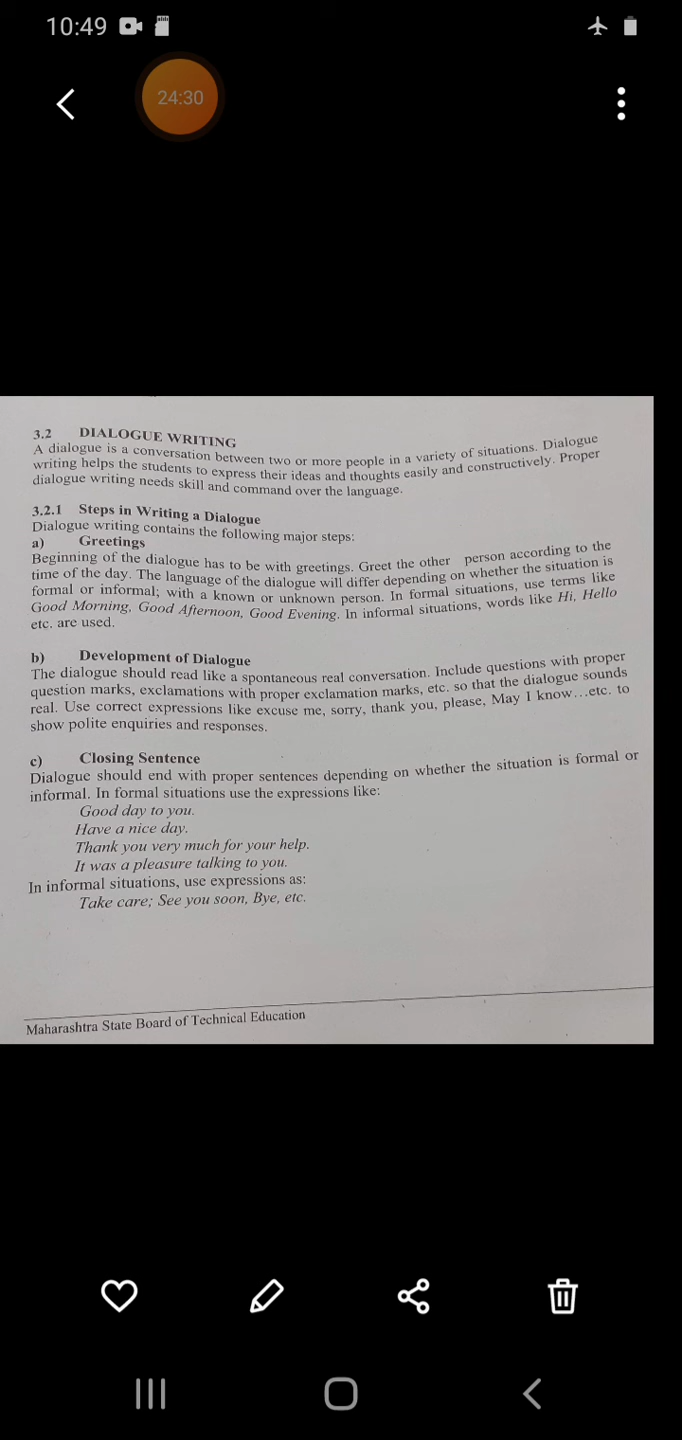 10:49
24:30
3.2 DIALOGUE WRITING
A dialogue is a conversation between two or more people in a variety of situations. Dialogue
writing helps the students to express their ideas and thoughts easily and constructively. Proper
dialogue writing needs skill and command over the language.
3.2.1 Steps in Writing a Dialogue
Dialogue writing contains the following major steps:
a) Greetings
Beginning of the dialogue has to be with greetings. Greet the other person according to the
time of the day. The language of the dialogue will differ depending on whether the situation is
formal or informal; with a known or unknown person. In formal situations, use terms like
Good Morning, Good Afternoon, Good Evening. In informal situations, words like Hi, Hello
etc. are used.
b) Development of Dialogue
The dialogue should read like a spontaneous real conversation. Include questions with proper
question marks, exclamations with proper exclamation marks, etc. so that the dialogue sounds
real. Use correct expressions like excuse me, sorry, thank you, please, May I know...etc. to
show polite enquiries and responses.
c) Closing Sentence
Dialogue should end with proper sentences depending on whether the situation is formal or
informal. In formal situations use the expressions like:
Good day to you.
Have a nice day.
Thank you very much for your help.
It was a pleasure talking to you.
In informal situations, use expressions as:
Take care; See you soon, Bye, etc.
Maharashtra State Board of Technical Education